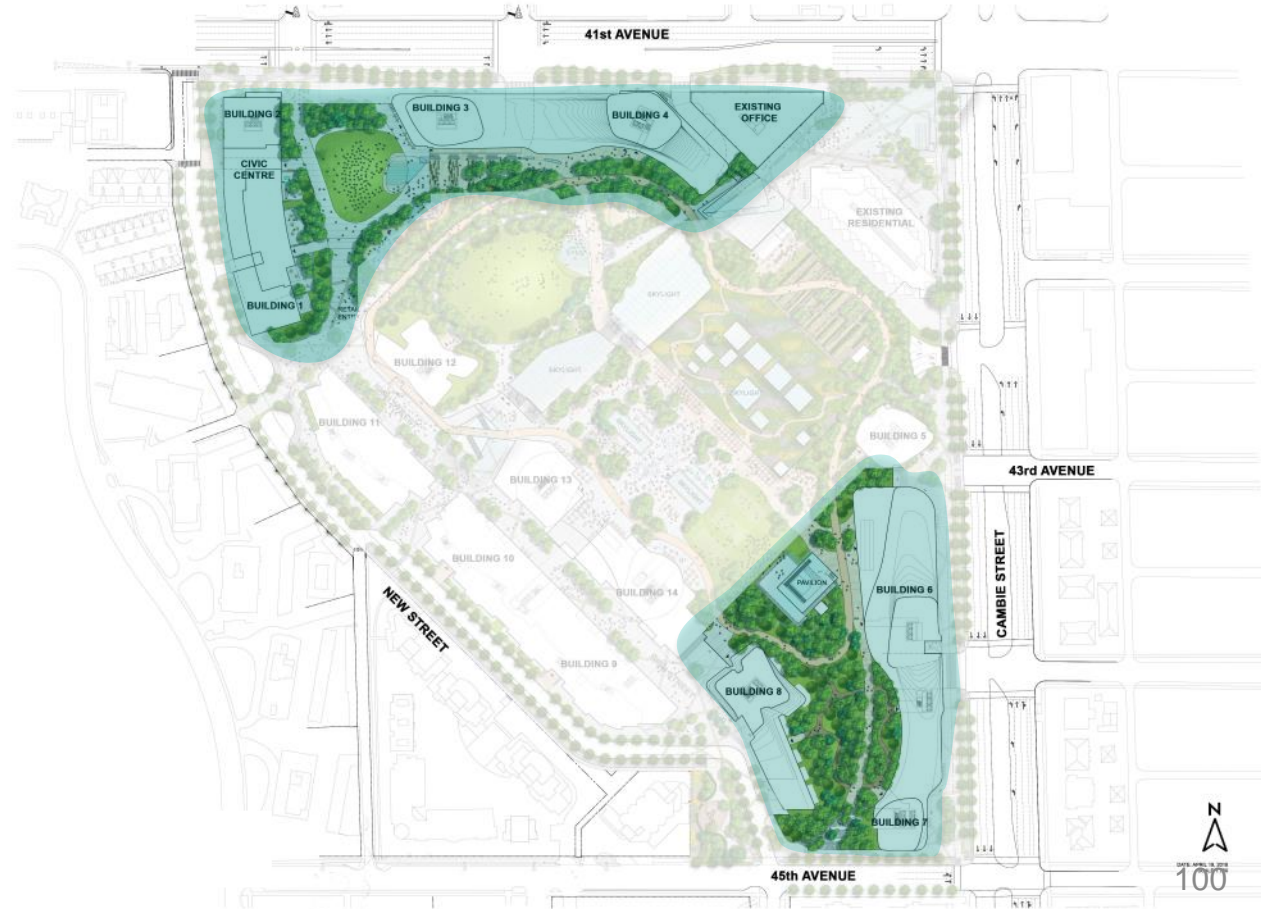 41st AVENUE
BUILDING 2
BUILDING 3
BUILDING 4
EXISTING
OFFICE
CIVIC
CENTRE
EXISTING
RESIDENTIAL
BUILDING 1
SKYLIGHT
BUILDING 12
SKYLIGHT
SKYLIGHT
BUILDING 11
BUILDING 5
43rd AVENUE
BUILDING 13
BUILDING 10
PAVILION
BUILDING 6
CAMBIE STREET
BUILDING 14
NEW STREET
BUILDING 9
BUILDING 8
BUILDING 7
N
45th AVENUE
100